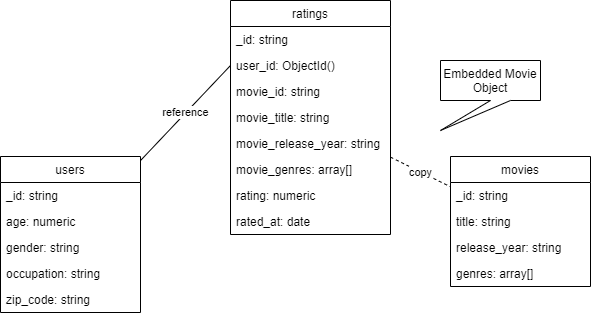 ratings
_id: string
user_id: ObjectId()
movie_id: string
movie_title: string
movie_release_year: string
movie_genres: array[]
rating: numeric
rated_at: date
reference
users
_id: string
age: numeric
gender: string
occupation: string
zip_code: string
Embedded Movie
Object
copy
movies
_id: string
title: string
release_year: string
genres: array[]